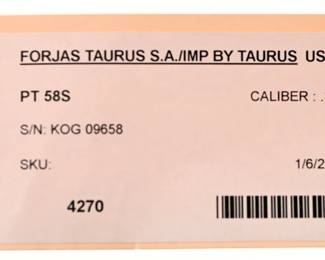 FORJAS TAURUS S.A./IMP BY TAURUS US
PT 58S CALIBER : .
S/N: KOG 09658
SKU: 1/6/2
4270